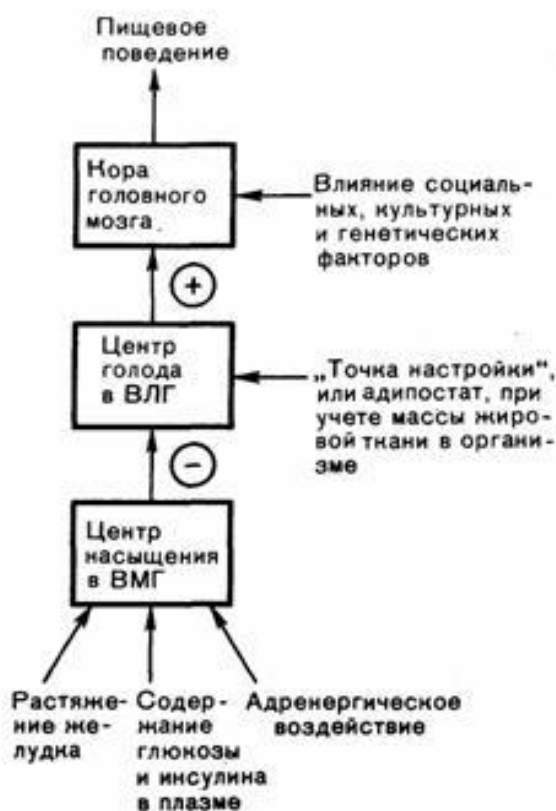 Пищевое
поведение
Кора
головного
мозга
Влияние социаль-
ных, культурных
и генетических
факторов
+
Центр
голода
в ВЛГ
„Точка настройки“,
или адипостат, при
учете массы жиро-
вой ткани в органи-
зме
−
Центр
насыщения
в ВМГ
Растяже-
ние же-
лудка
Содер-
жание
глюкозы
и инсулина
в плазме
Адренергическое
воздействие